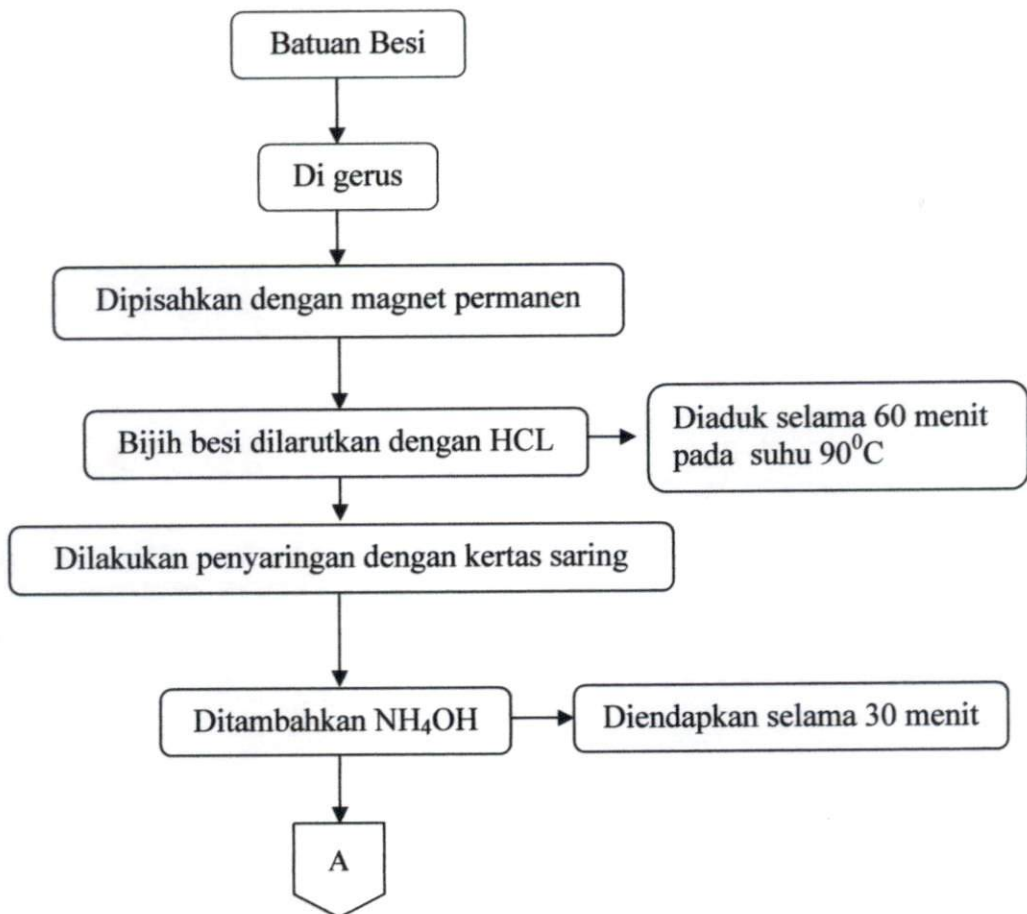 Batuan Besi
Di gerus
Dipisahkan dengan magnet permanen
Bijih besi dilarutkan dengan HCL
Diaduk selama 60 menit
pada suhu 90⁰C
Dilakukan penyaringan dengan kertas saring
Ditambahkan NH₄OH
Diendapkan selama 30 menit
A